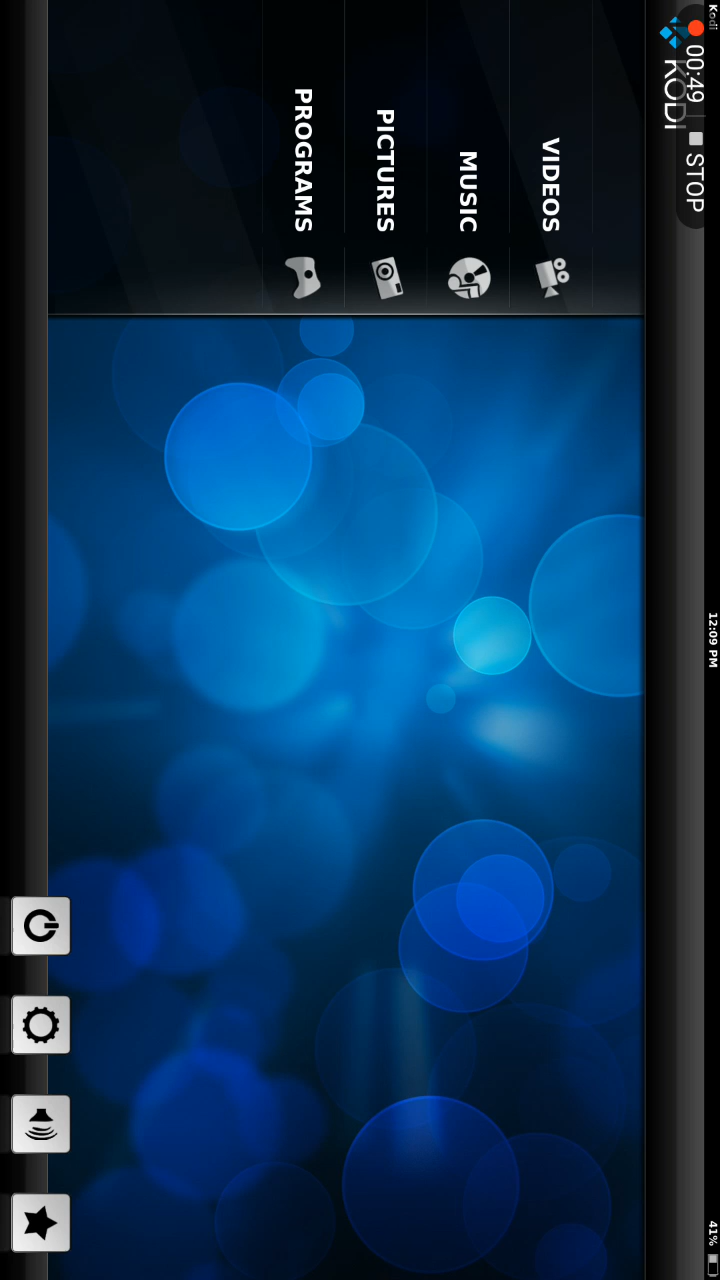 Kodi
12:09 PM
41%
00:49
STOP
KODI
VIDEOS
MUSIC
PICTURES
PROGRAMS